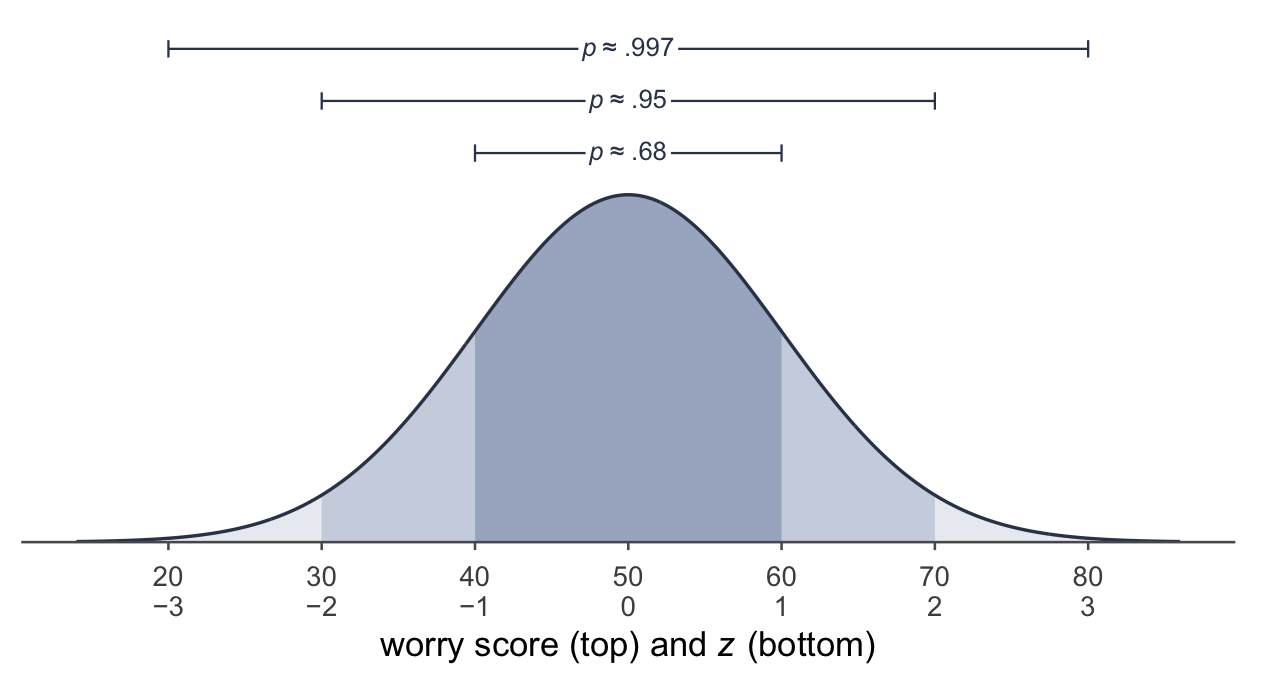 p ≈ .997
p ≈ .95
p ≈ .68
20 30 40 50 60 70 80
−3 −2 −1 0 1 2 3
worry score (top) and z (bottom)